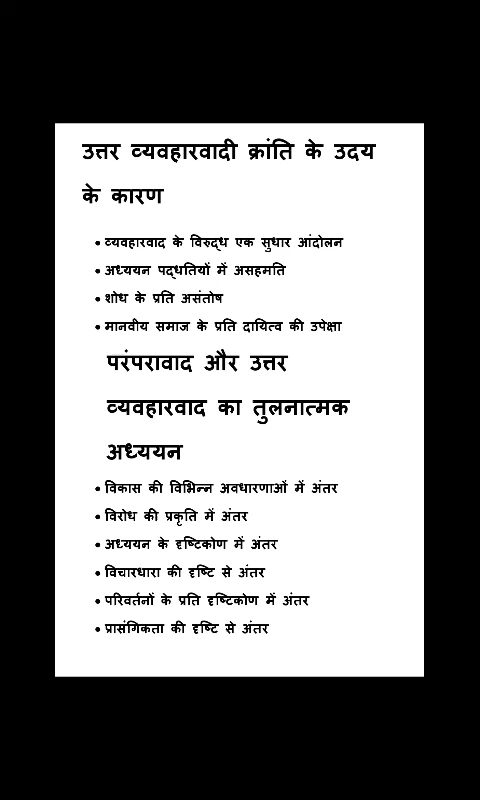 उत्तर व्यवहारवादी क्रांति के उदय
के कारण
• व्यवहारवाद के विरुद्ध एक सुधार आंदोलन
• अध्ययन पद्धतियों में असहमति
• शोध के प्रति असंतोष
• मानवीय समाज के प्रति दायित्व की उपेक्षा
परंपरावाद और उत्तर
व्यवहारवाद का तुलनात्मक
अध्ययन
• विकास की विभिन्न अवधारणाओं में अंतर
• विरोध की प्रकृति में अंतर
• अध्ययन के दृष्टिकोण में अंतर
• विचारधारा की दृष्टि से अंतर
• परिवर्तनों के प्रति दृष्टिकोण में अंतर
• प्रासंगिकता की दृष्टि से अंतर